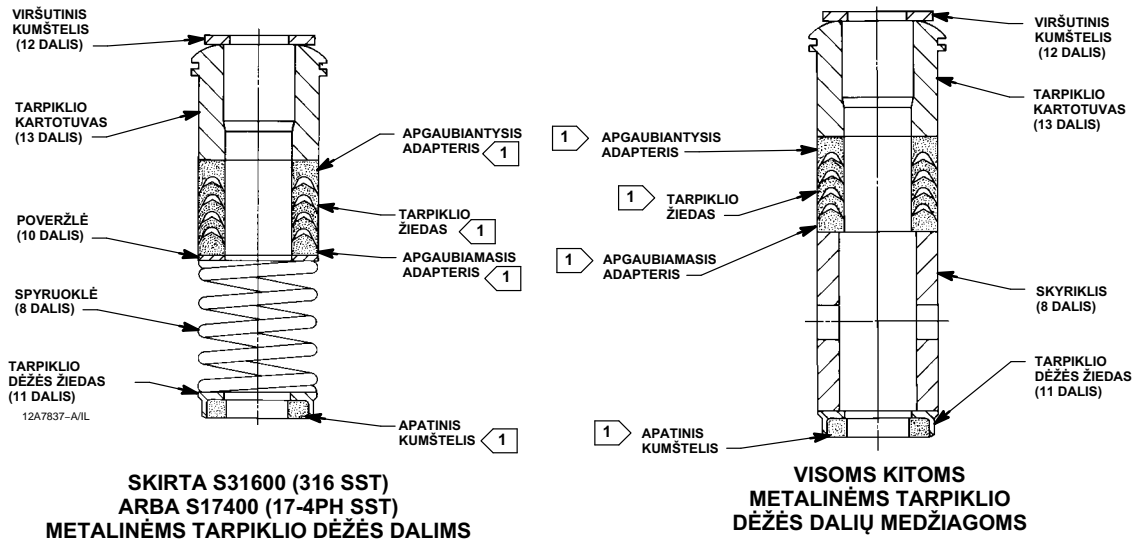 VIRŠUTINIS
KUMŠTELIS
(12 DALIS)
TARPIKLIO
KARTOTUVAS
(13 DALIS)
POVERŽLĖ
(10 DALIS)
SPYRUOKLĖ
(8 DALIS)
TARPIKLIO
DĖŽĖS ŽIEDAS
(11 DALIS)
12A7837–A/IL
APGAUBIANTYSIS
ADAPTERIS 1
TARPIKLIO
ŽIEDAS 1
APGAUBIAMASIS
ADAPTERIS 1
APATINIS
KUMŠTELIS 1
SKIRTA S31600 (316 SST)
ARBA S17400 (17-4PH SST)
METALINĖMS TARPIKLIO DĖŽĖS DALIMS
1 APGAUBIANTYSIS
ADAPTERIS
1 TARPIKLIO
ŽIEDAS
1 APGAUBIAMASIS
ADAPTERIS
1 APATINIS
KUMŠTELIS
VIRŠUTINIS
KUMŠTELIS
(12 DALIS)
TARPIKLIO
KARTOTUVAS
(13 DALIS)
SKYRIKLIS
(8 DALIS)
TARPIKLIO
DĖŽĖS ŽIEDAS
(11 DALIS)
VISOMS KITOMS
METALINĖMS TARPIKLIO
DĖŽĖS DALIŲ MEDŽIAGOMS